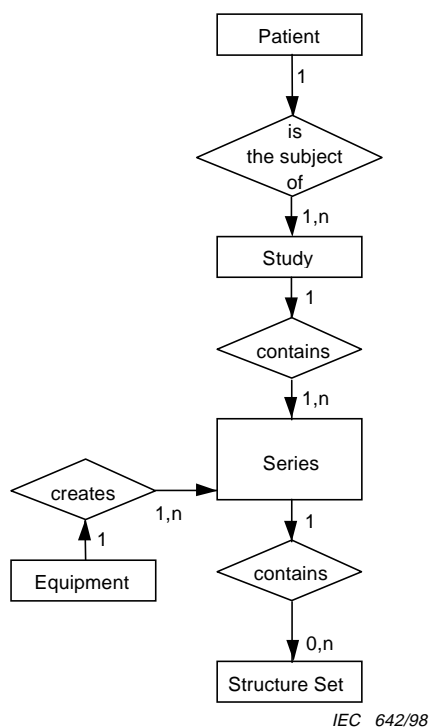 Patient
1
is
the subject
of
1,n
Study
1
contains
1,n
Series
creates
1,n
1
1
Equipment
contains
0,n
Structure Set
IEC 642/98